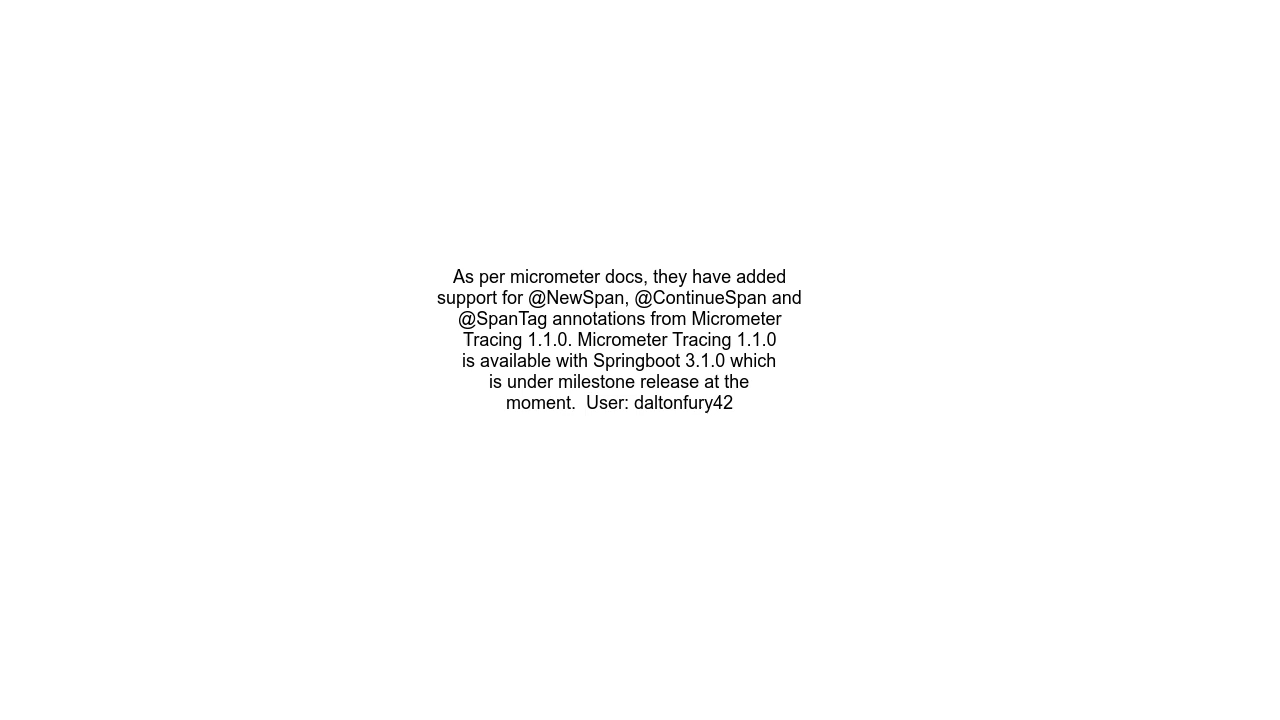 As per micrometer docs, they have added
support for @NewSpan, @ContinueSpan and
@SpanTag annotations from Micrometer
Tracing 1.1.0. Micrometer Tracing 1.1.0
is available with Springboot 3.1.0 which
is under milestone release at the
moment.  User: daltonfury42